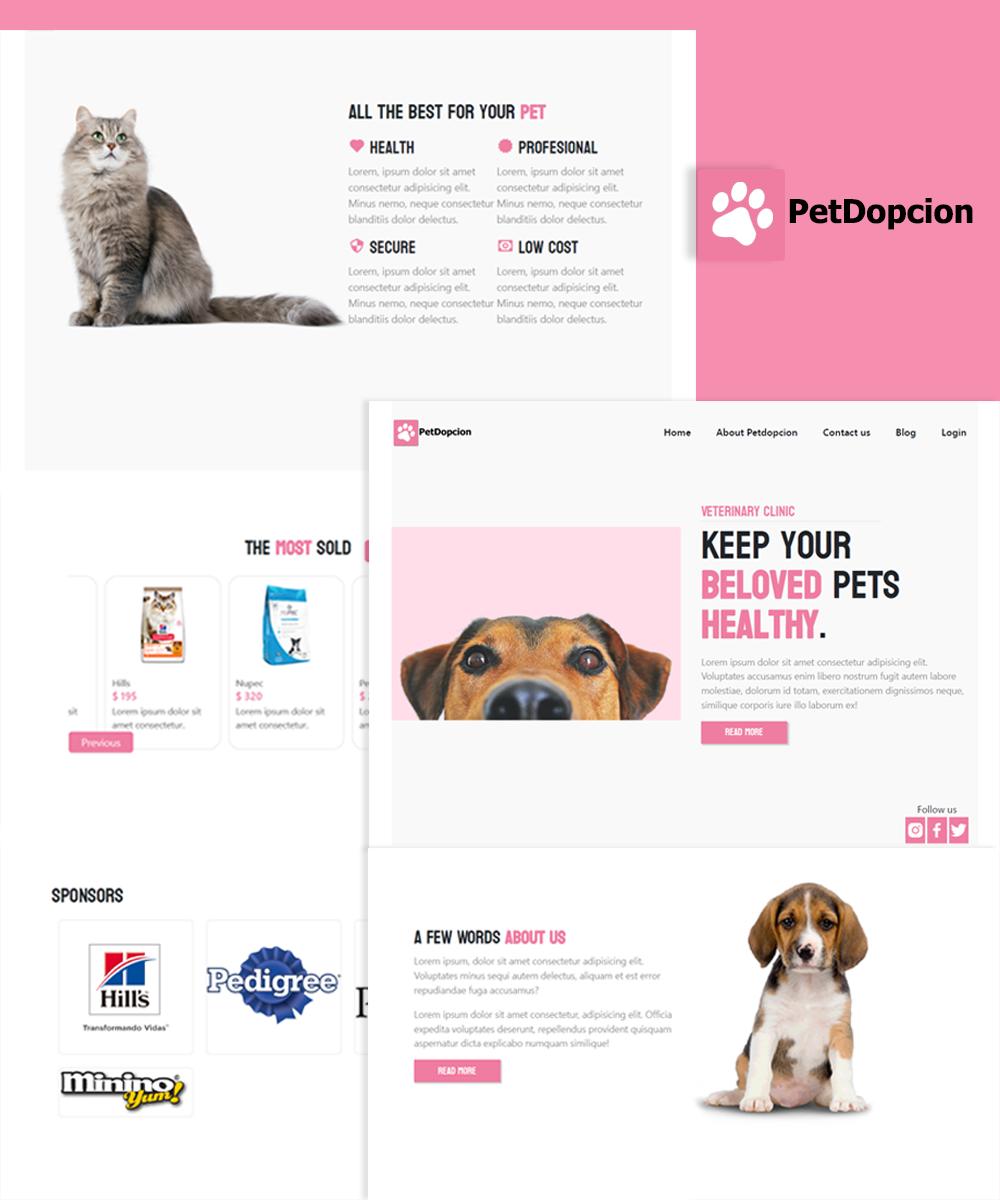 ALL THE BEST FOR YOUR PET
HEALTH
Lorem, ipsum dolor sit amet
consectetur adipisicing elit.
Minus nemo, neque consectetur
blanditiis dolor delectus.
PROFESIONAL
Lorem, ipsum dolor sit amet
consectetur adipisicing elit.
Minus nemo, neque consectetur
blanditiis dolor delectus.
SECURE
Lorem, ipsum dolor sit amet
consectetur adipisicing elit.
Minus nemo, neque consectetur
blanditiis dolor delectus.
LOW COST
Lorem, ipsum dolor sit amet
consectetur adipisicing elit.
Minus nemo, neque consectetur
blanditiis dolor delectus.
PetDopcion
PetDopcion
Home
About Petdopcion
Contact us
Blog
Login
VETERINARY CLINIC
KEEP YOUR
BELOVED PETS
HEALTHY.
Lorem ipsum dolor sit amet consectetur adipisicing elit.
Voluptates accusamus enim libero nostrum fugit autem labore
molestiae, dolorum id totam, exercitationem dignissimos neque,
similique corporis iure illo laborum ex!
READ MORE
Follow us
THE MOST SOLD
sit
Hills
$ 195
Lorem ipsum dolor sit
amet consectetur.
Nupec
$ 320
Lorem ipsum dolor sit
amet consectetur.
Pe
$
Lorem
amet
Previous
SPONSORS
Hill's
Transformando Vidas™
Pedigree
Minino
Yum!
A FEW WORDS ABOUT US
Lorem ipsum, dolor sit amet consectetur adipisicing elit.
Voluptates minus sequi autem delectus, aliquam et est error
repudiandae fuga accusamus?
Lorem ipsum dolor sit amet consectetur, adipisicing elit. Officia
expedita voluptates deserunt, repellendus provident quisquam
aspernatur dicta explicabo numquam similique!
READ MORE